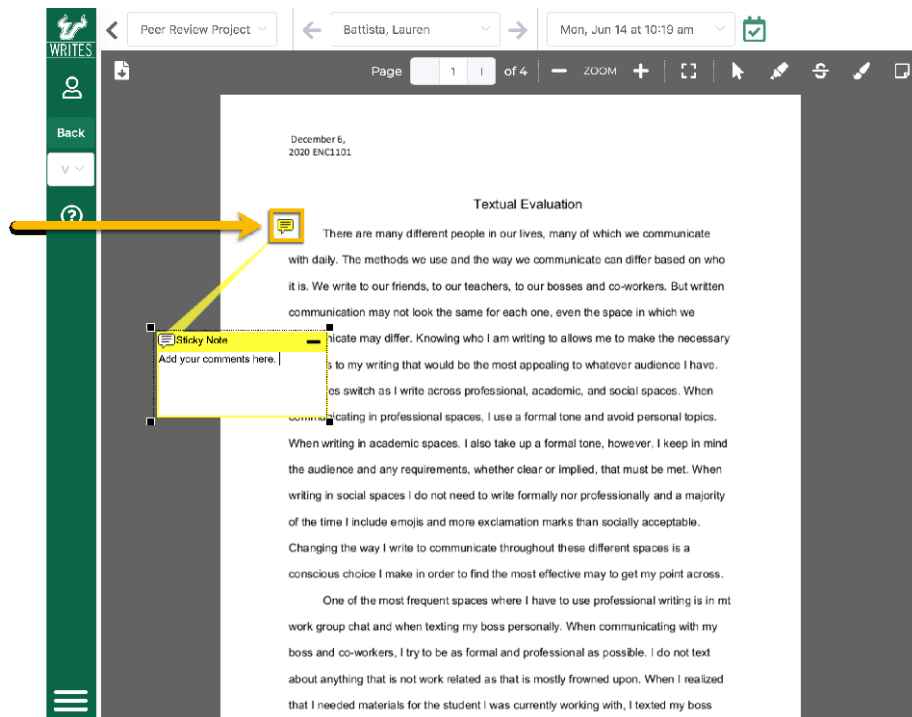 WRITES
Peer Review Project
Battista, Lauren
Mon, Jun 14 at 10:19 am
Page 1 of 4 ZOOM
Back
V
December 6,
2020 ENC1101
Textual Evaluation
There are many different people in our lives, many of which we communicate
with daily. The methods we use and the way we communicate can differ based on who
it is. We write to our friends, to our teachers, to our bosses and co-workers. But written
communication may not look the same for each one, even the space in which we
nicate may differ. Knowing who I am writing to allows me to make the necessary
Sticky Note
Add your comments here.
s to my writing that would be the most appealing to whatever audience I have.
es switch as I write across professional, academic, and social spaces. When
communicating in professional spaces, I use a formal tone and avoid personal topics.
When writing in academic spaces, I also take up a formal tone, however, I keep in mind
the audience and any requirements, whether clear or implied, that must be met. When
writing in social spaces I do not need to write formally nor professionally and a majority
of the time I include emojis and more exclamation marks than socially acceptable.
Changing the way I write to communicate throughout these different spaces is a
conscious choice I make in order to find the most effective may to get my point across.
One of the most frequent spaces where I have to use professional writing is in mt
work group chat and when texting my boss personally. When communicating with my
boss and co-workers, I try to be as formal and professional as possible. I do not text
about anything that is not work related as that is mostly frowned upon. When I realized
that I needed materials for the student I was currently working with, I texted my boss